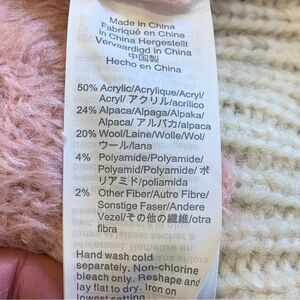 Made in China
Fabriqué en Chine
in China Hergestellt
Vervaardigd in China
中国製
Hecho en China
50% Acrylic/Acrylique/Acryl/
Acryl/アクリル/acrílico
24% Alpaca/Alpaga/Alpaka/
Alpaca/アルパカ/alpaca
20% Wool/Laine/Wolle/Wol/
ウール/lana
4% Polyamide/Polyamide/
Polyamid/Polyamide/ポ
リアミド/poliamida
2% Other Fiber/Autre Fibre/
Sonstige Faser/Andere
Vezel/その他の繊維/otra
fibra
Hand wash cold
separately. Non-chlorine
bleach only. Reshape and
lay flat to dry. Iron on
lowest setting